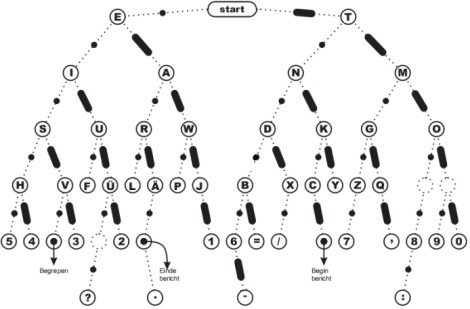 start
E T
I A N M
S U R W D K G O
H V F Ü L Ä P J B X C Y Z Q
5 4 3 2 1 6 = / 7 , 8 9 0
Begrepen Einde bericht Begin bericht
? . - :